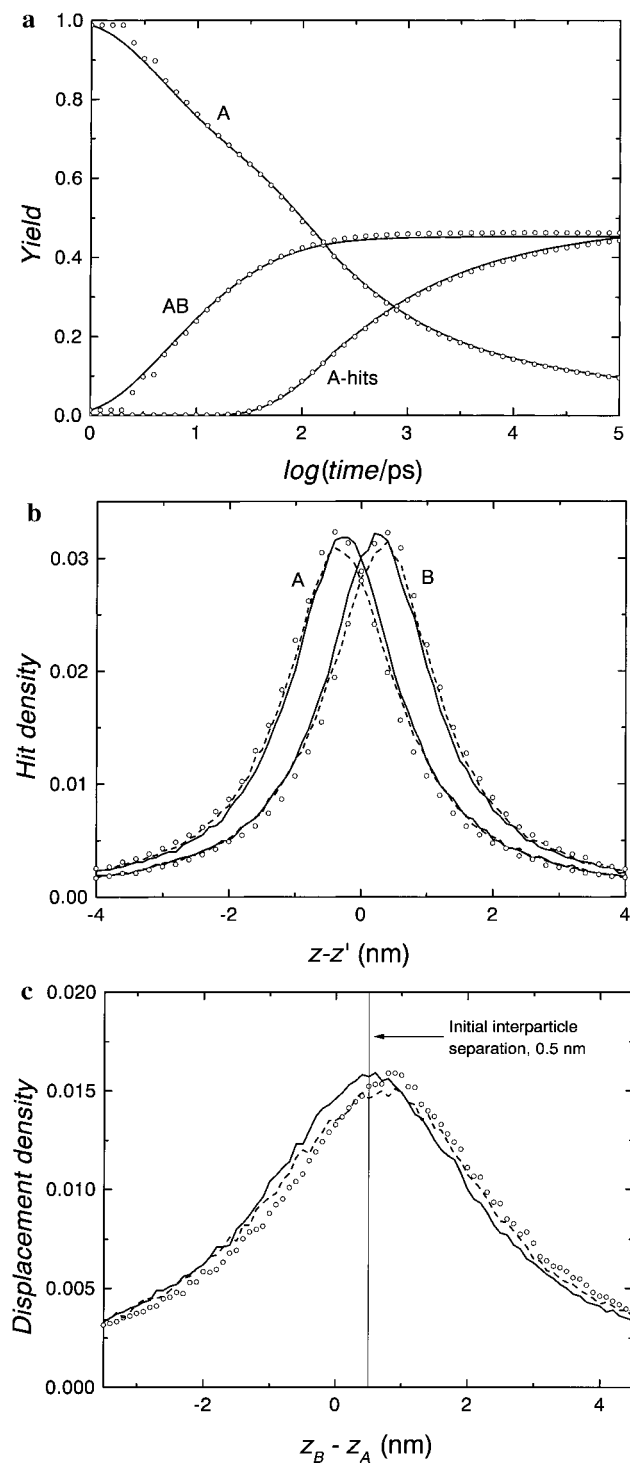 a
1.0
0.8
0.6
0.4
0.2
0.0
Yield
A
AB
A-hits
0 1 2 3 4 5
log(time/ps)
b
0.03
0.02
0.01
0.00
Hit density
A B
-4 -2 0 2 4
z-z' (nm)
c
0.020
0.015
0.010
0.005
0.000
Displacement density
Initial interparticle
separation, 0.5 nm
-2 0 2 4
z_B - z_A (nm)